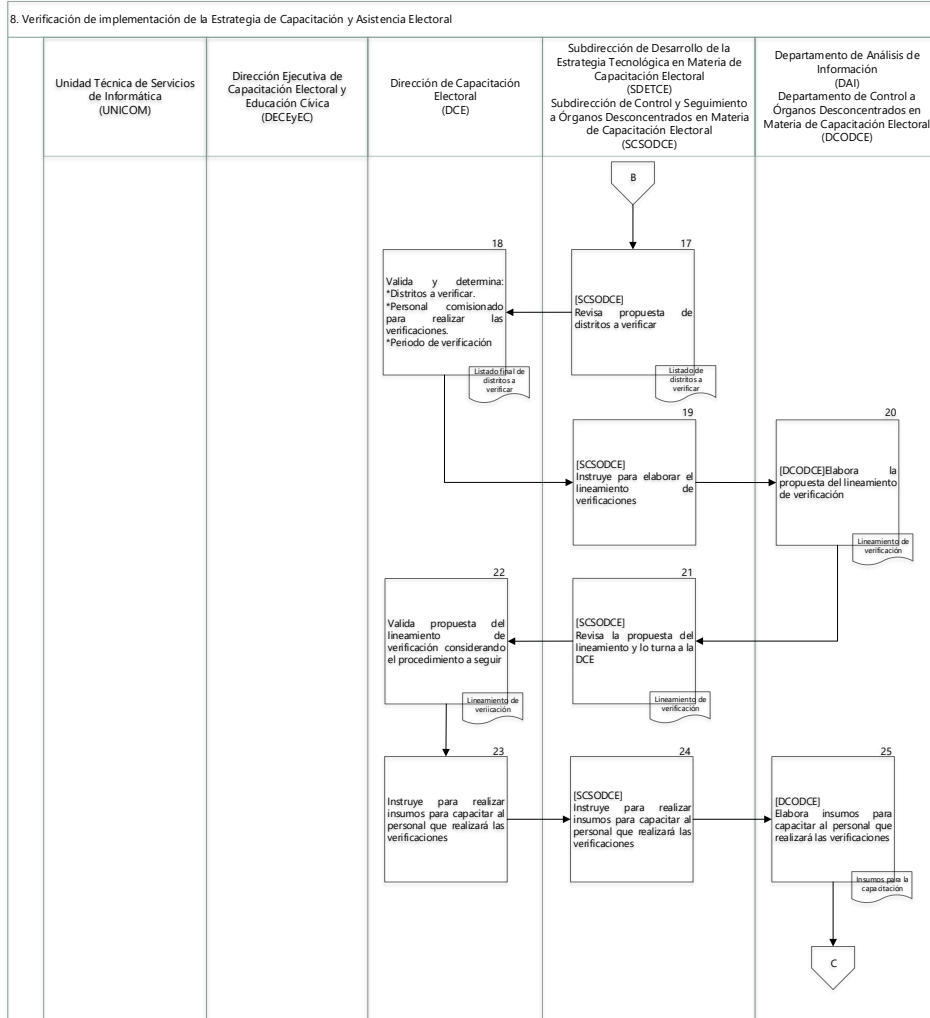 8. Verificación de implementación de la Estrategia de Capacitación y Asistencia Electoral
Unidad Técnica de Servicios
de Informática
(UNICOM)
Dirección Ejecutiva de
Capacitación Electoral y
Educación Cívica
(DECEyEC)
Dirección de Capacitación
Electoral
(DCE)
Subdirección de Desarrollo de la
Estrategia Tecnológica en Materia de
Capacitación Electoral
(SDETCE)
Subdirección de Control y Seguimiento
a Órganos Desconcentrados en Materia
de Capacitación Electoral
(SCSODCE)
Departamento de Análisis de
Información
(DAI)
Departamento de Control a
Órganos Desconcentrados en
Materia de Capacitación Electoral
(DCODCE)
B
17
[SCSODCE]
Revisa propuesta de
distritos a verificar
Listado de
distritos a
verificar
18
Valida y determina:
*Distritos a verificar.
*Personal comisionado
para realizar las
verificaciones.
*Periodo de verificación
Listado final de
distritos a
verificar
19
[SCSODCE]
Instruye para elaborar el
lineamiento de
verificaciones
20
[DCODCE]Elabora la
propuesta del lineamiento
de verificación
Lineamiento de
verificación
21
[SCSODCE]
Revisa la propuesta del
lineamiento y lo turna a la
DCE
Lineamiento de
verificación
22
Valida propuesta del
lineamiento de
verificación considerando
el procedimiento a seguir
Lineamiento de
veriicación
23
Instruye para realizar
insumos para capacitar al
personal que realizará las
verificaciones
24
[SCSODCE]
Instruye para realizar
insumos para capacitar al
personal que realizará las
verificaciones
25
[DCODCE]
Elabora insumos para
capacitar al personal que
realizará las verificaciones
Insumos para la
capacitación
C